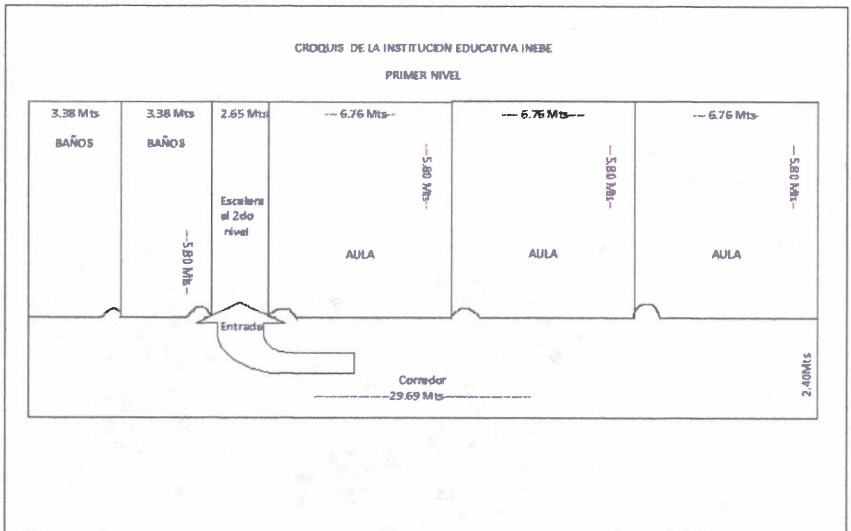 CROQUIS DE LA INSTITUCION EDUCATIVA INEBE
PRIMER NIVEL
3.38 Mts
3.38 Mts
2.65 Mts
--- 6.76 Mts--
--- 6.76 Mts---
-- 6.76 Mts-
BAÑOS
BAÑOS
---5.80 Mts--
---5.80 Mts--
---5.80 Mts--
Escalera
al 2do
nivel
--5.80 Mts--
AULA
AULA
AULA
Entrada
Corredor
----------------29.69 Mts------------------
2.40Mts